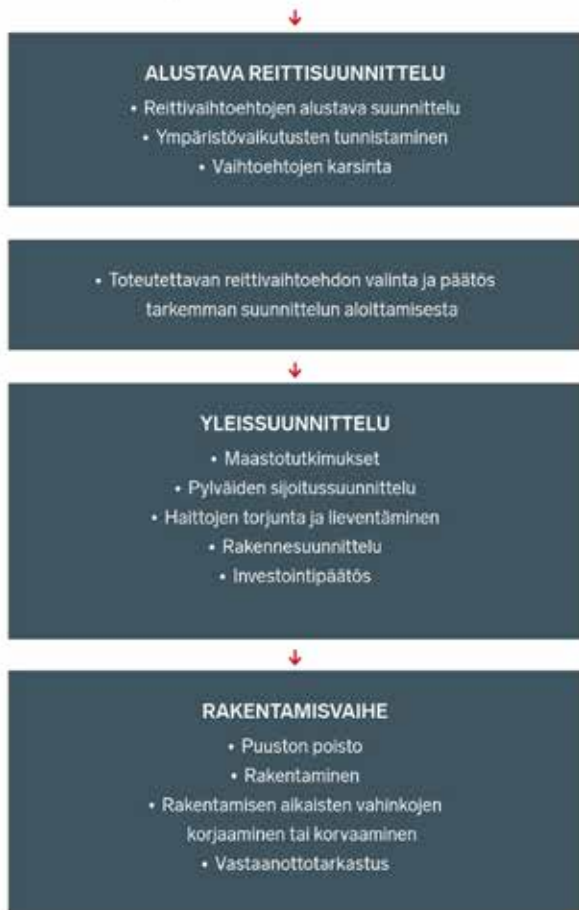 ALUSTAVA REITTISUUNNITTELU
• Reittivaihtoehtojen alustava suunnittelu
• Ympäristövaikutusten tunnistaminen
• Vaihtoehtojen karsinta
• Toteutettavan reittivaihtoehdon valinta ja päätös
tarkemman suunnittelun aloittamisesta
YLEISSUUNNITTELU
• Maastotutkimukset
• Pylväiden sijoitussuunnittelu
• Haittojen torjunta ja lieventäminen
• Rakennesuunnittelu
• Investointipäätös
RAKENTAMISVAIHE
• Puuston poisto
• Rakentaminen
• Rakentamisen aikaisten vahinkojen
korjaaminen tai korvaaminen
• Vastaanottotarkastus